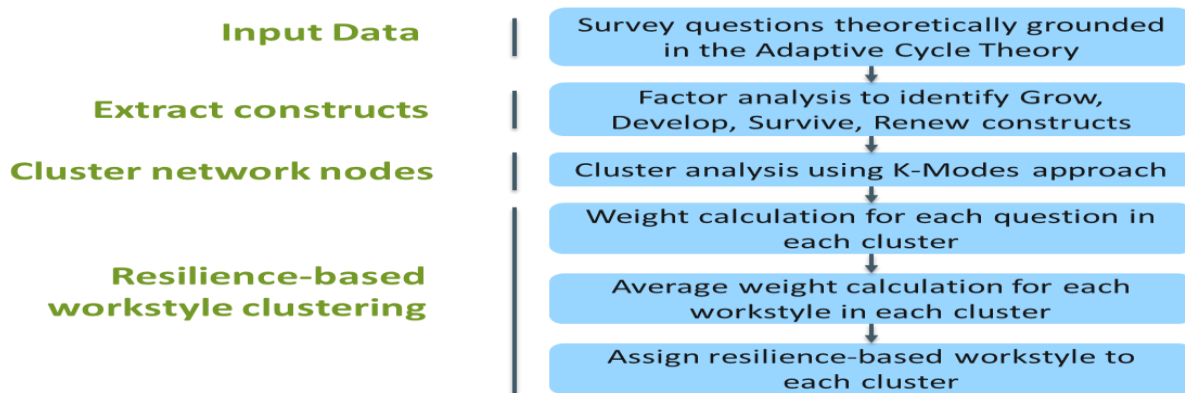 Input Data
Survey questions theoretically grounded
in the Adaptive Cycle Theory
Extract constructs
Factor analysis to identify Grow,
Develop, Survive, Renew constructs
Cluster network nodes
Cluster analysis using K-Modes approach
Resilience-based
workstyle clustering
Weight calculation for each question in
each cluster
Average weight calculation for each
workstyle in each cluster
Assign resilience-based workstyle to
each cluster